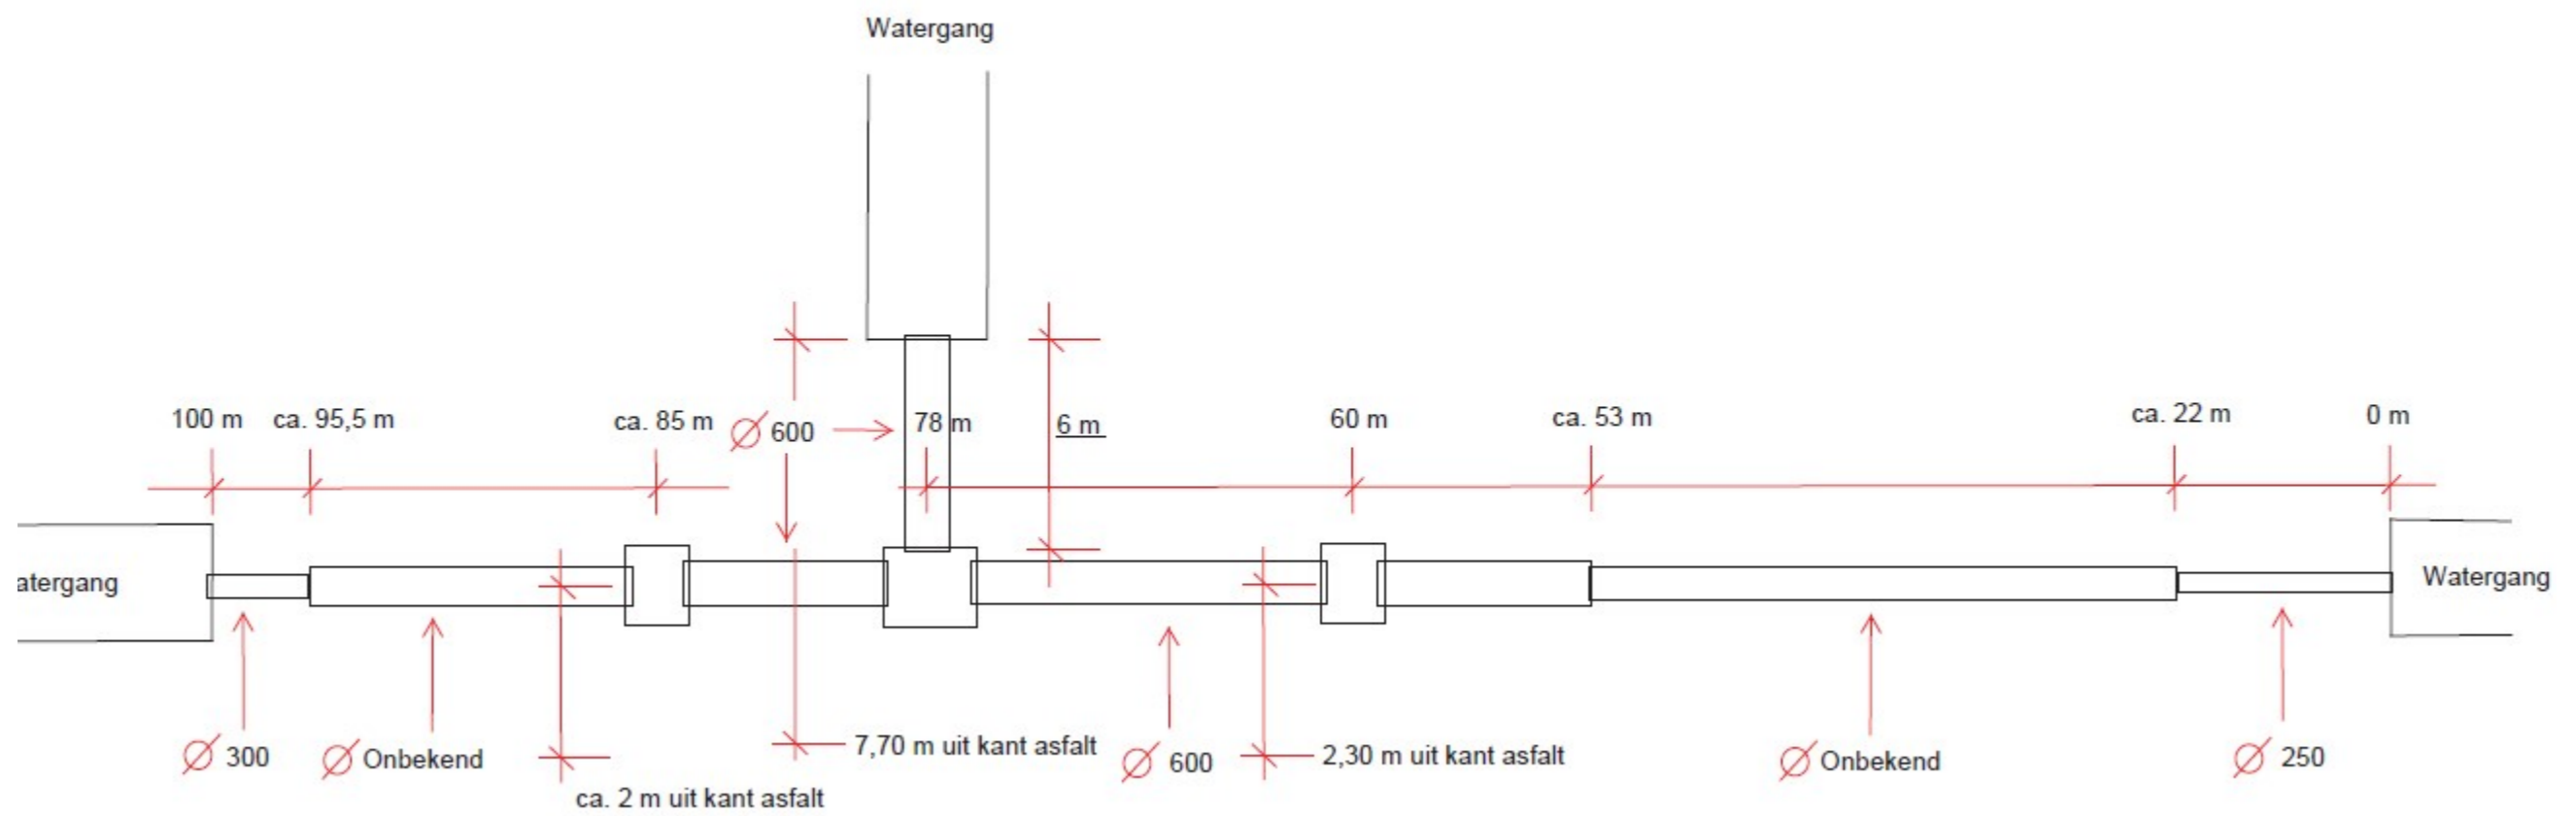 Watergang
100 m
ca. 95,5 m
ca. 85 m
Ø 600
78 m
6 m
60 m
ca. 53 m
ca. 22 m
0 m
atergang
Watergang
Ø 300
Ø Onbekend
ca. 2 m uit kant asfalt
7,70 m uit kant asfalt
Ø 600
2,30 m uit kant asfalt
Ø Onbekend
Ø 250